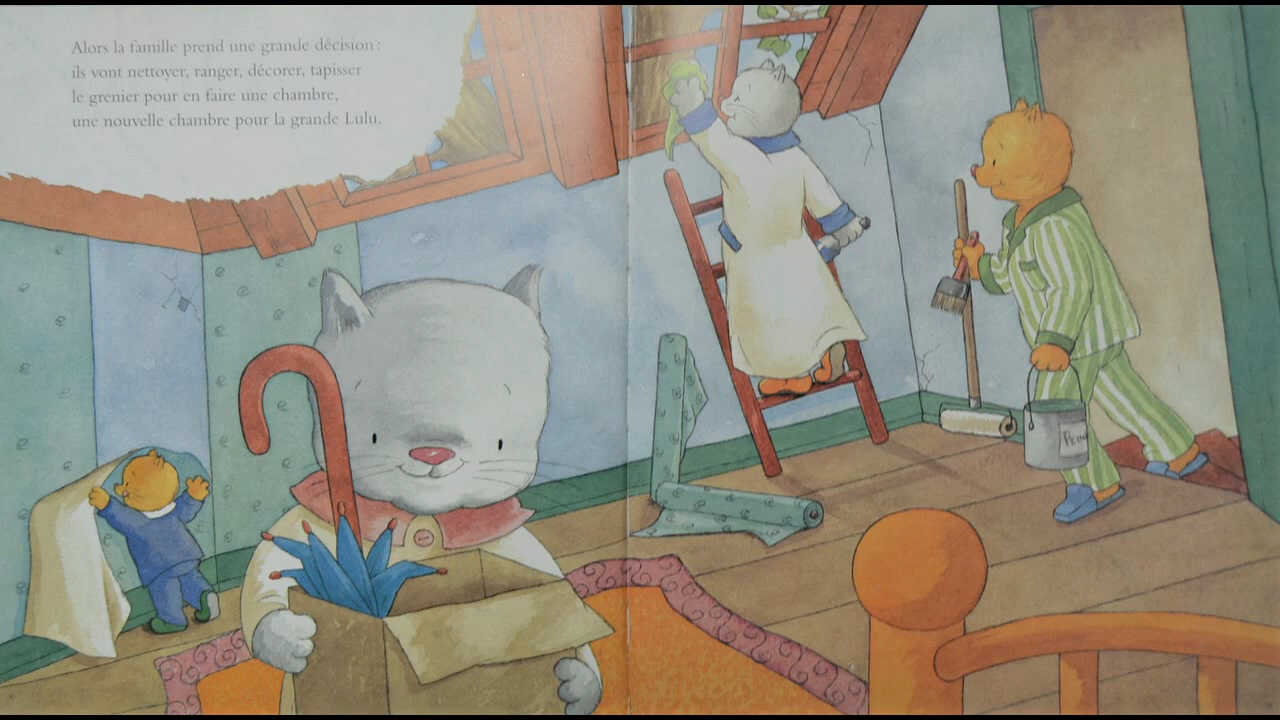 Alors la famille prend une grande décision :
ils vont nettoyer, ranger, décorer, tapisser
le grenier pour en faire une chambre,
une nouvelle chambre pour la grande Lulu.